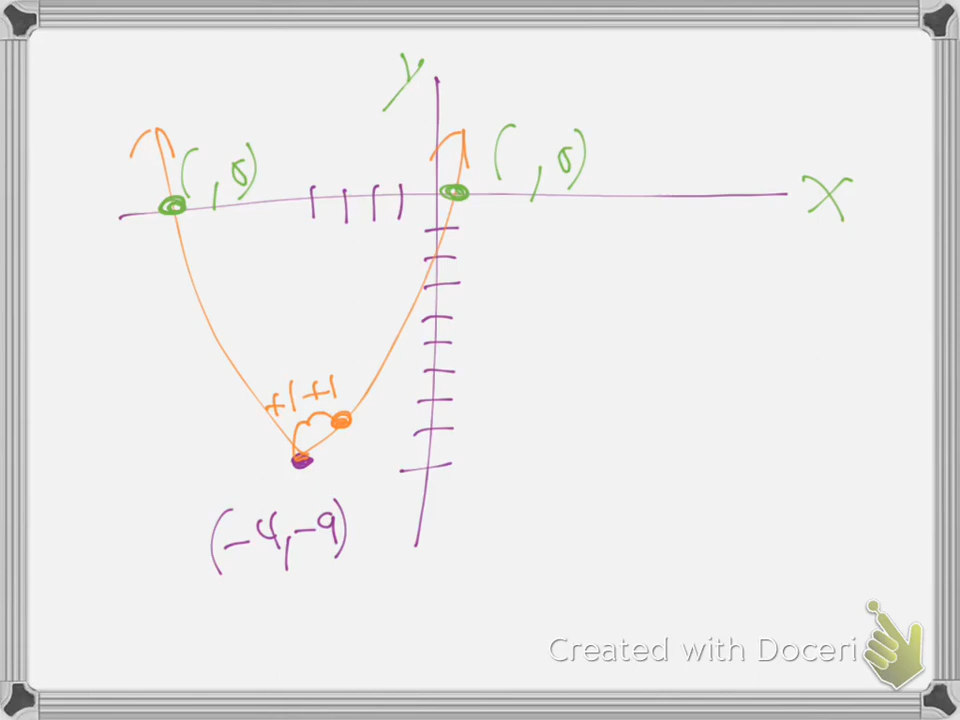 y
( , 0)
( , 0)
x
+1 +1
(-4, -9)
Created with Doceri